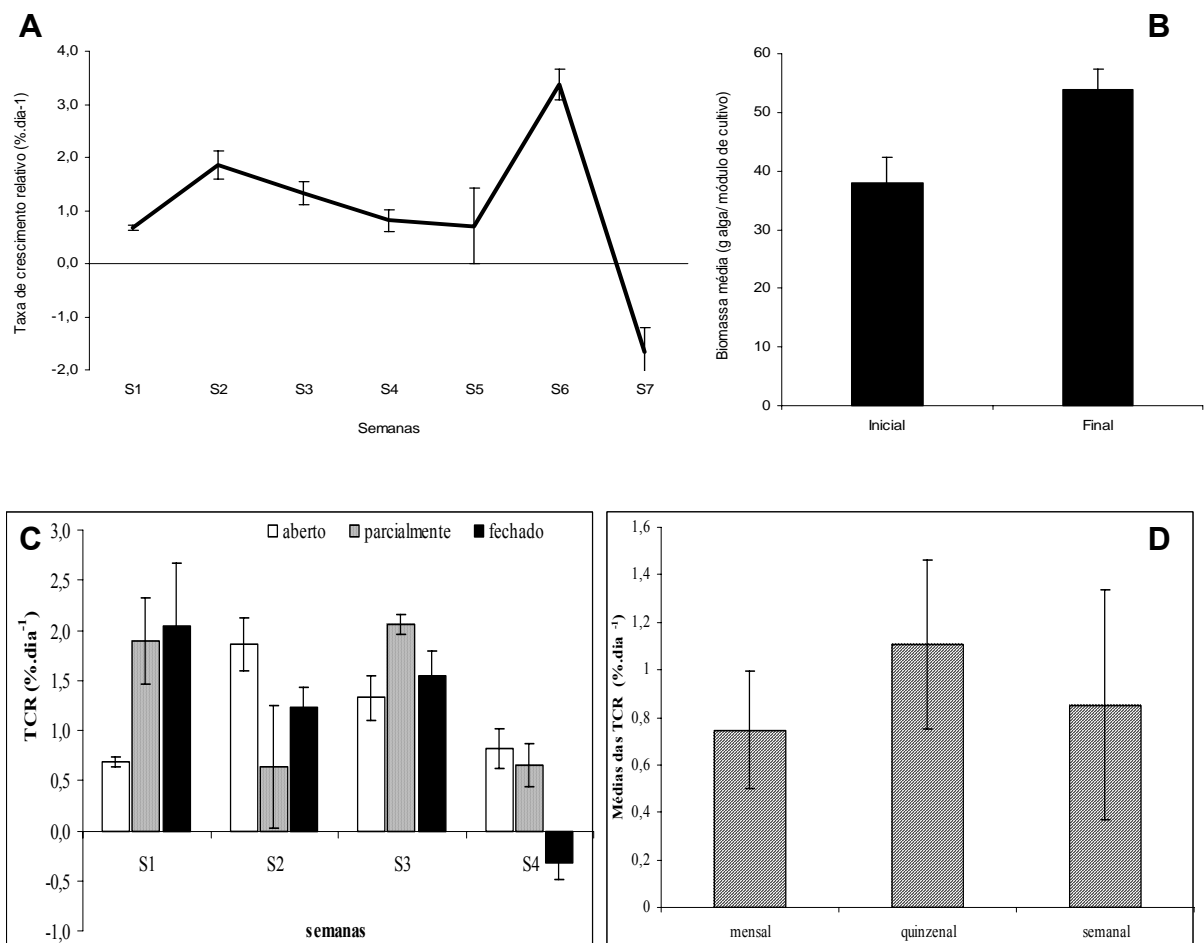 A
Taxa de crescimento relativo (%.dia-1)
4,0
3,0
2,0
1,0
0,0
-1,0
-2,0
S1 S2 S3 S4 S5 S6 S7
Semanas
B
Biomassa média (g alga/ módulo de cultivo)
60
50
40
30
20
10
0
Inicial Final
C
aberto parcialmente fechado
TCR (%.dia⁻¹)
3,0
2,5
2,0
1,5
1,0
0,5
0,0
-0,5
-1,0
S1 S2 S3 S4
semanas
D
Médias das TCR (%.dia ⁻¹)
1,6
1,4
1,2
1
0,8
0,6
0,4
0,2
0
mensal quinzenal semanal